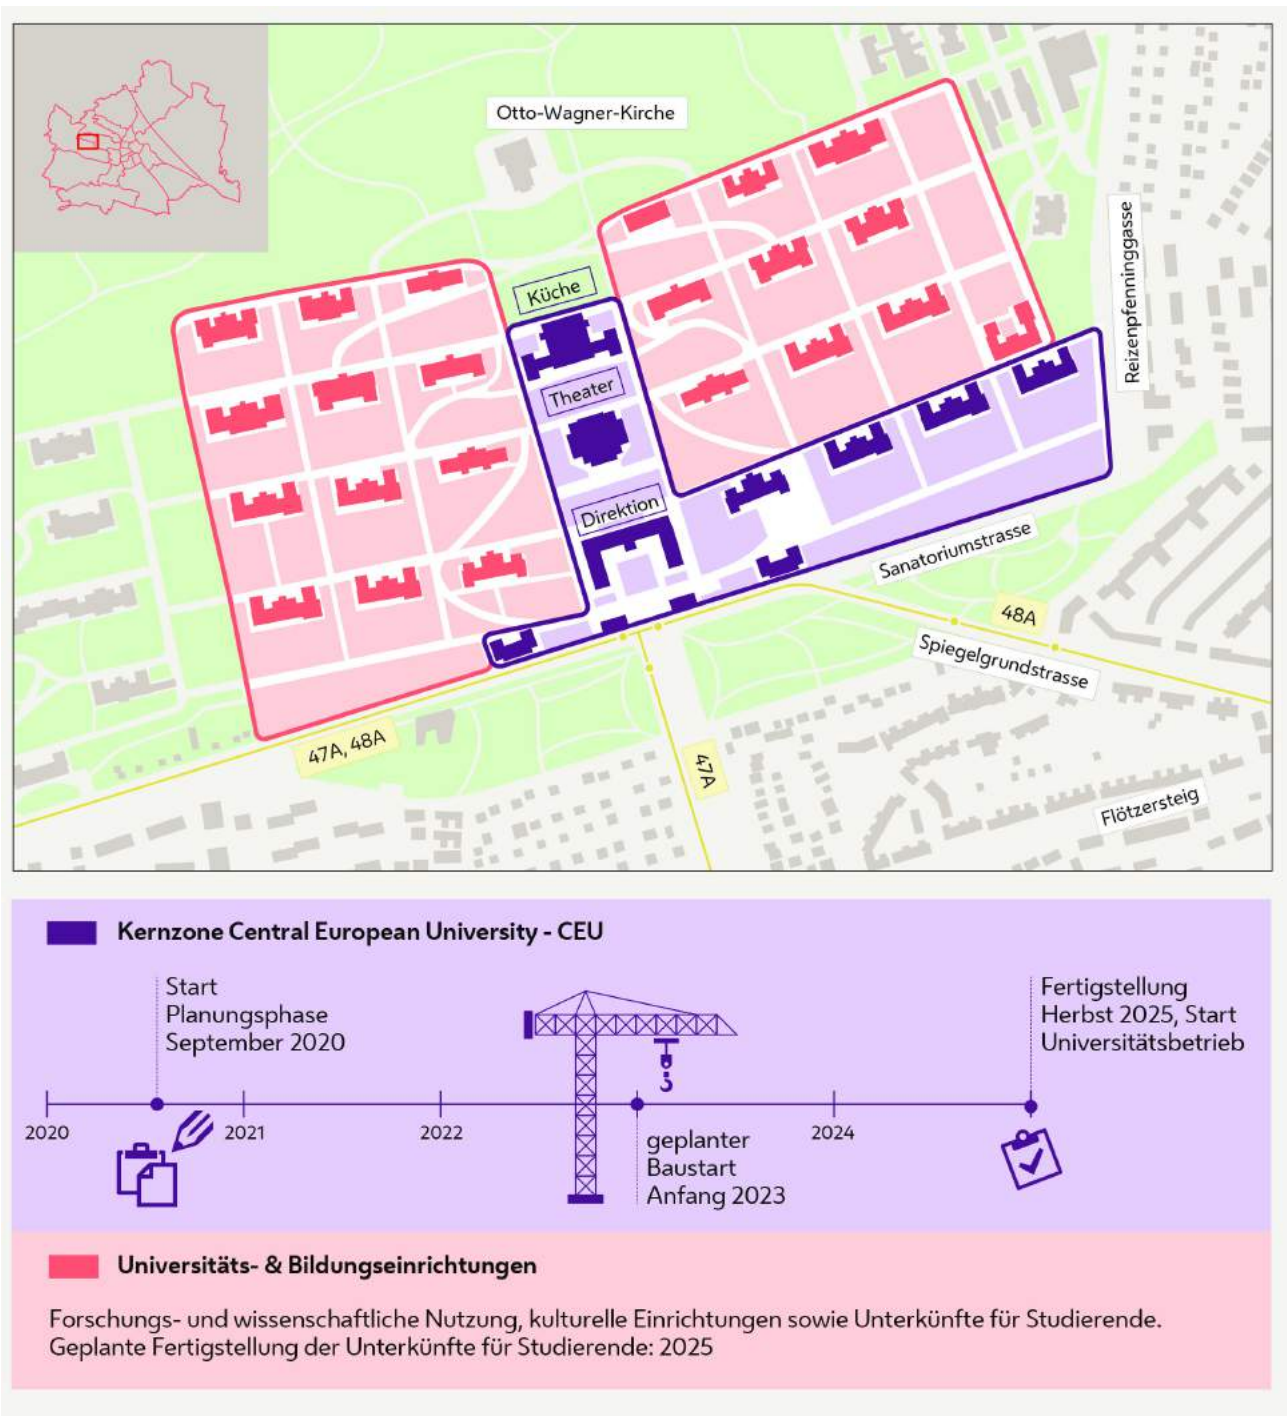 Otto-Wagner-Kirche
Reizenpfenninggasse
Küche
Theater
Direktion
Sanatoriumstrasse
48A
Spiegelgrundstrasse
47A, 48A
47A
Flötzersteig
Kernzone Central European University - CEU
Start
Planungsphase
September 2020
Fertigstellung
Herbst 2025, Start
Universitätsbetrieb
2020
2021
2022
2024
geplanter
Baustart
Anfang 2023
Universitäts- & Bildungseinrichtungen
Forschungs- und wissenschaftliche Nutzung, kulturelle Einrichtungen sowie Unterkünfte für Studierende.
Geplante Fertigstellung der Unterkünfte für Studierende: 2025